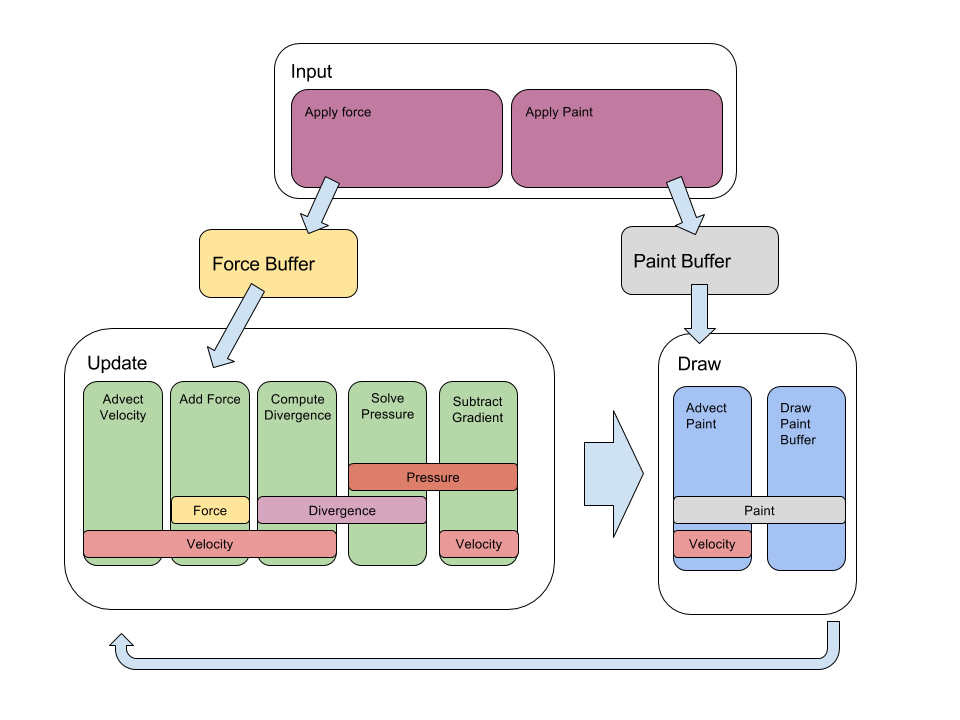 Input
Apply force
Apply Paint
Force Buffer
Paint Buffer
Update
Advect
Velocity
Add Force
Compute
Divergence
Solve
Pressure
Subtract
Gradient
Pressure
Force
Divergence
Velocity
Velocity
Draw
Advect
Paint
Draw
Paint
Buffer
Paint
Velocity